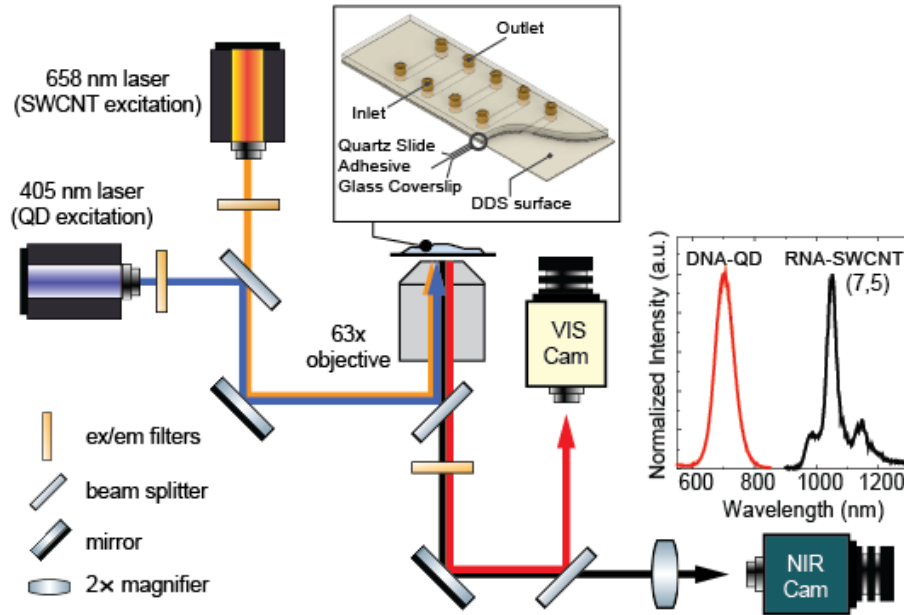 658 nm laser
(SWCNT excitation)
405 nm laser
(QD excitation)
Outlet
Inlet
Quartz Slide
Adhesive
Glass Coverslip
DDS surface
63x
objective
VIS
Cam
DNA-QD
RNA-SWCNT
(7,5)
Normalized Intensity (a.u.)
600
800
1000
1200
Wavelength (nm)
ex/em filters
beam splitter
mirror
2× magnifier
NIR
Cam